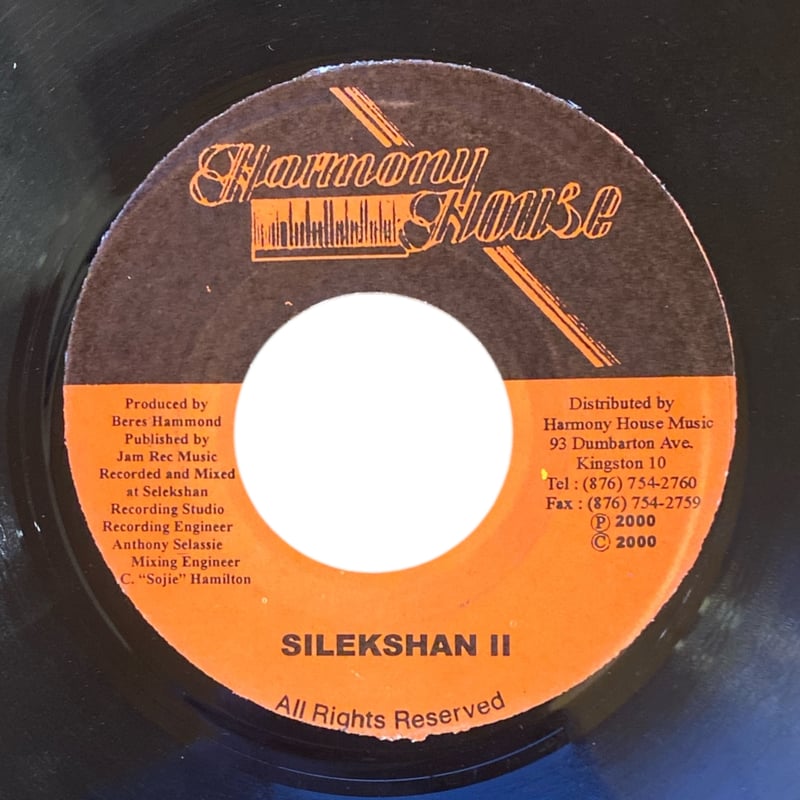 Harmony
House
Produced by
Beres Hammond
Published by
Jam Rec Music
Recorded and Mixed
at Selekshan
Recording Studio
Recording Engineer
Anthony Selassie
Mixing Engineer
C. “Sojie” Hamilton
Distributed by
Harmony House Music
93 Dumbarton Ave.
Kingston 10
Tel : (876) 754-2760
Fax : (876) 754-2759
Ⓟ 2000
© 2000
SILEKSHAN II
All Rights Reserved